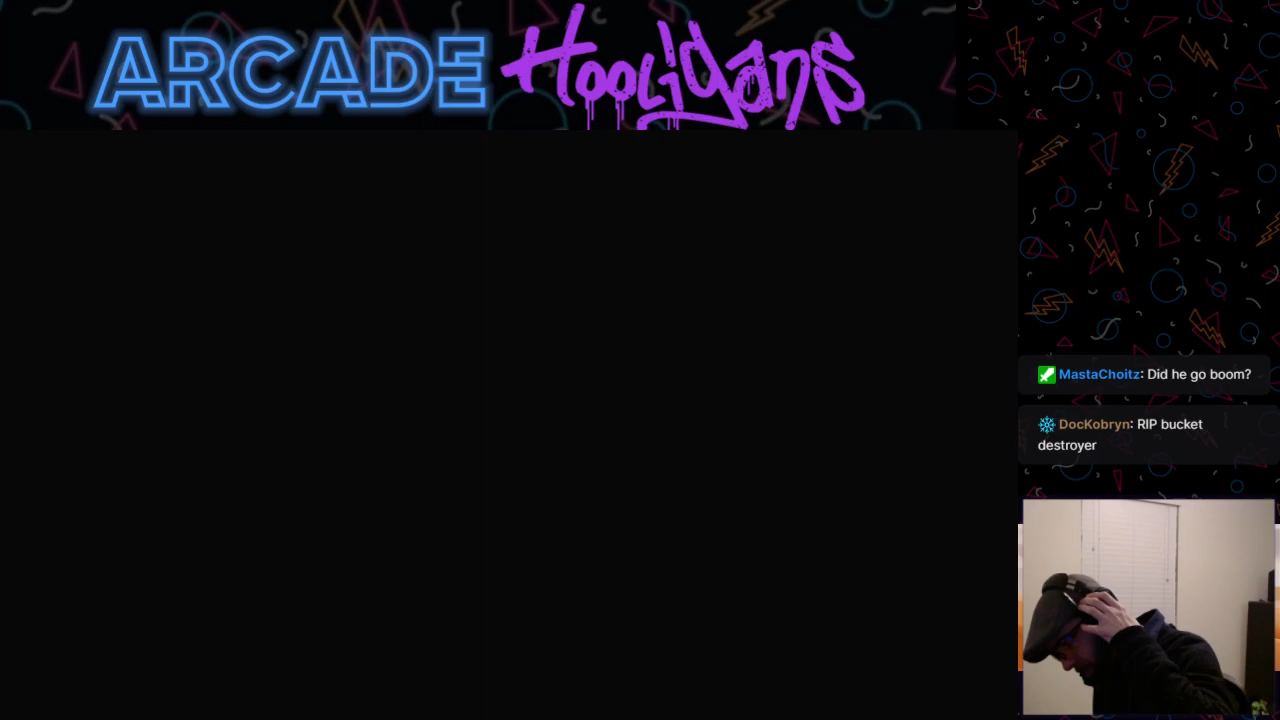 ARCADE Hooligans
MastaChoitz: Did he go boom?
DocKobryn: RIP bucket
destroyer